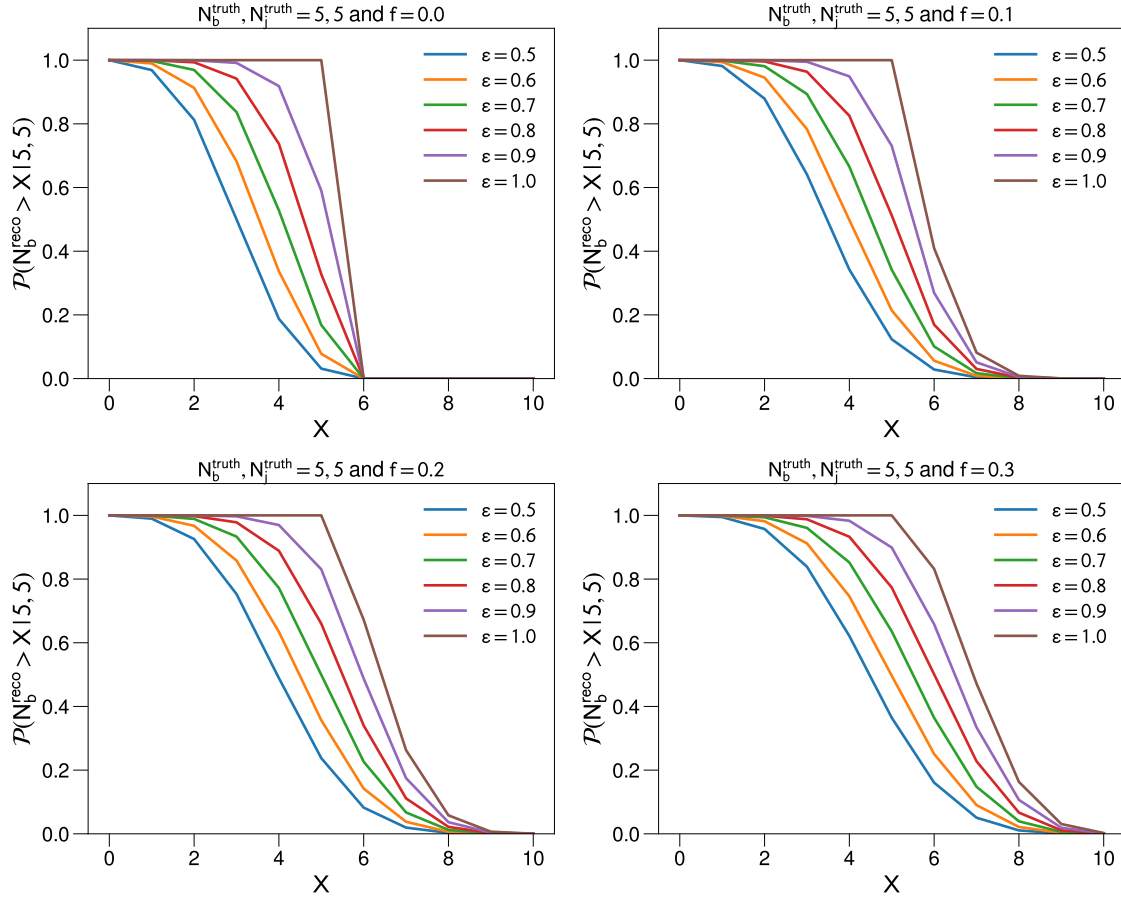 N_b^truth, N_j^truth = 5, 5 and f = 0.0
P(N_b^reco > X | 5, 5)
1.0
0.8
0.6
0.4
0.2
0.0
ε = 0.5
ε = 0.6
ε = 0.7
ε = 0.8
ε = 0.9
ε = 1.0
0 2 4 6 8 10
X
N_b^truth, N_j^truth = 5, 5 and f = 0.1
P(N_b^reco > X | 5, 5)
1.0
0.8
0.6
0.4
0.2
0.0
ε = 0.5
ε = 0.6
ε = 0.7
ε = 0.8
ε = 0.9
ε = 1.0
0 2 4 6 8 10
X
N_b^truth, N_j^truth = 5, 5 and f = 0.2
P(N_b^reco > X | 5, 5)
1.0
0.8
0.6
0.4
0.2
0.0
ε = 0.5
ε = 0.6
ε = 0.7
ε = 0.8
ε = 0.9
ε = 1.0
0 2 4 6 8 10
X
N_b^truth, N_j^truth = 5, 5 and f = 0.3
P(N_b^reco > X | 5, 5)
1.0
0.8
0.6
0.4
0.2
0.0
ε = 0.5
ε = 0.6
ε = 0.7
ε = 0.8
ε = 0.9
ε = 1.0
0 2 4 6 8 10
X